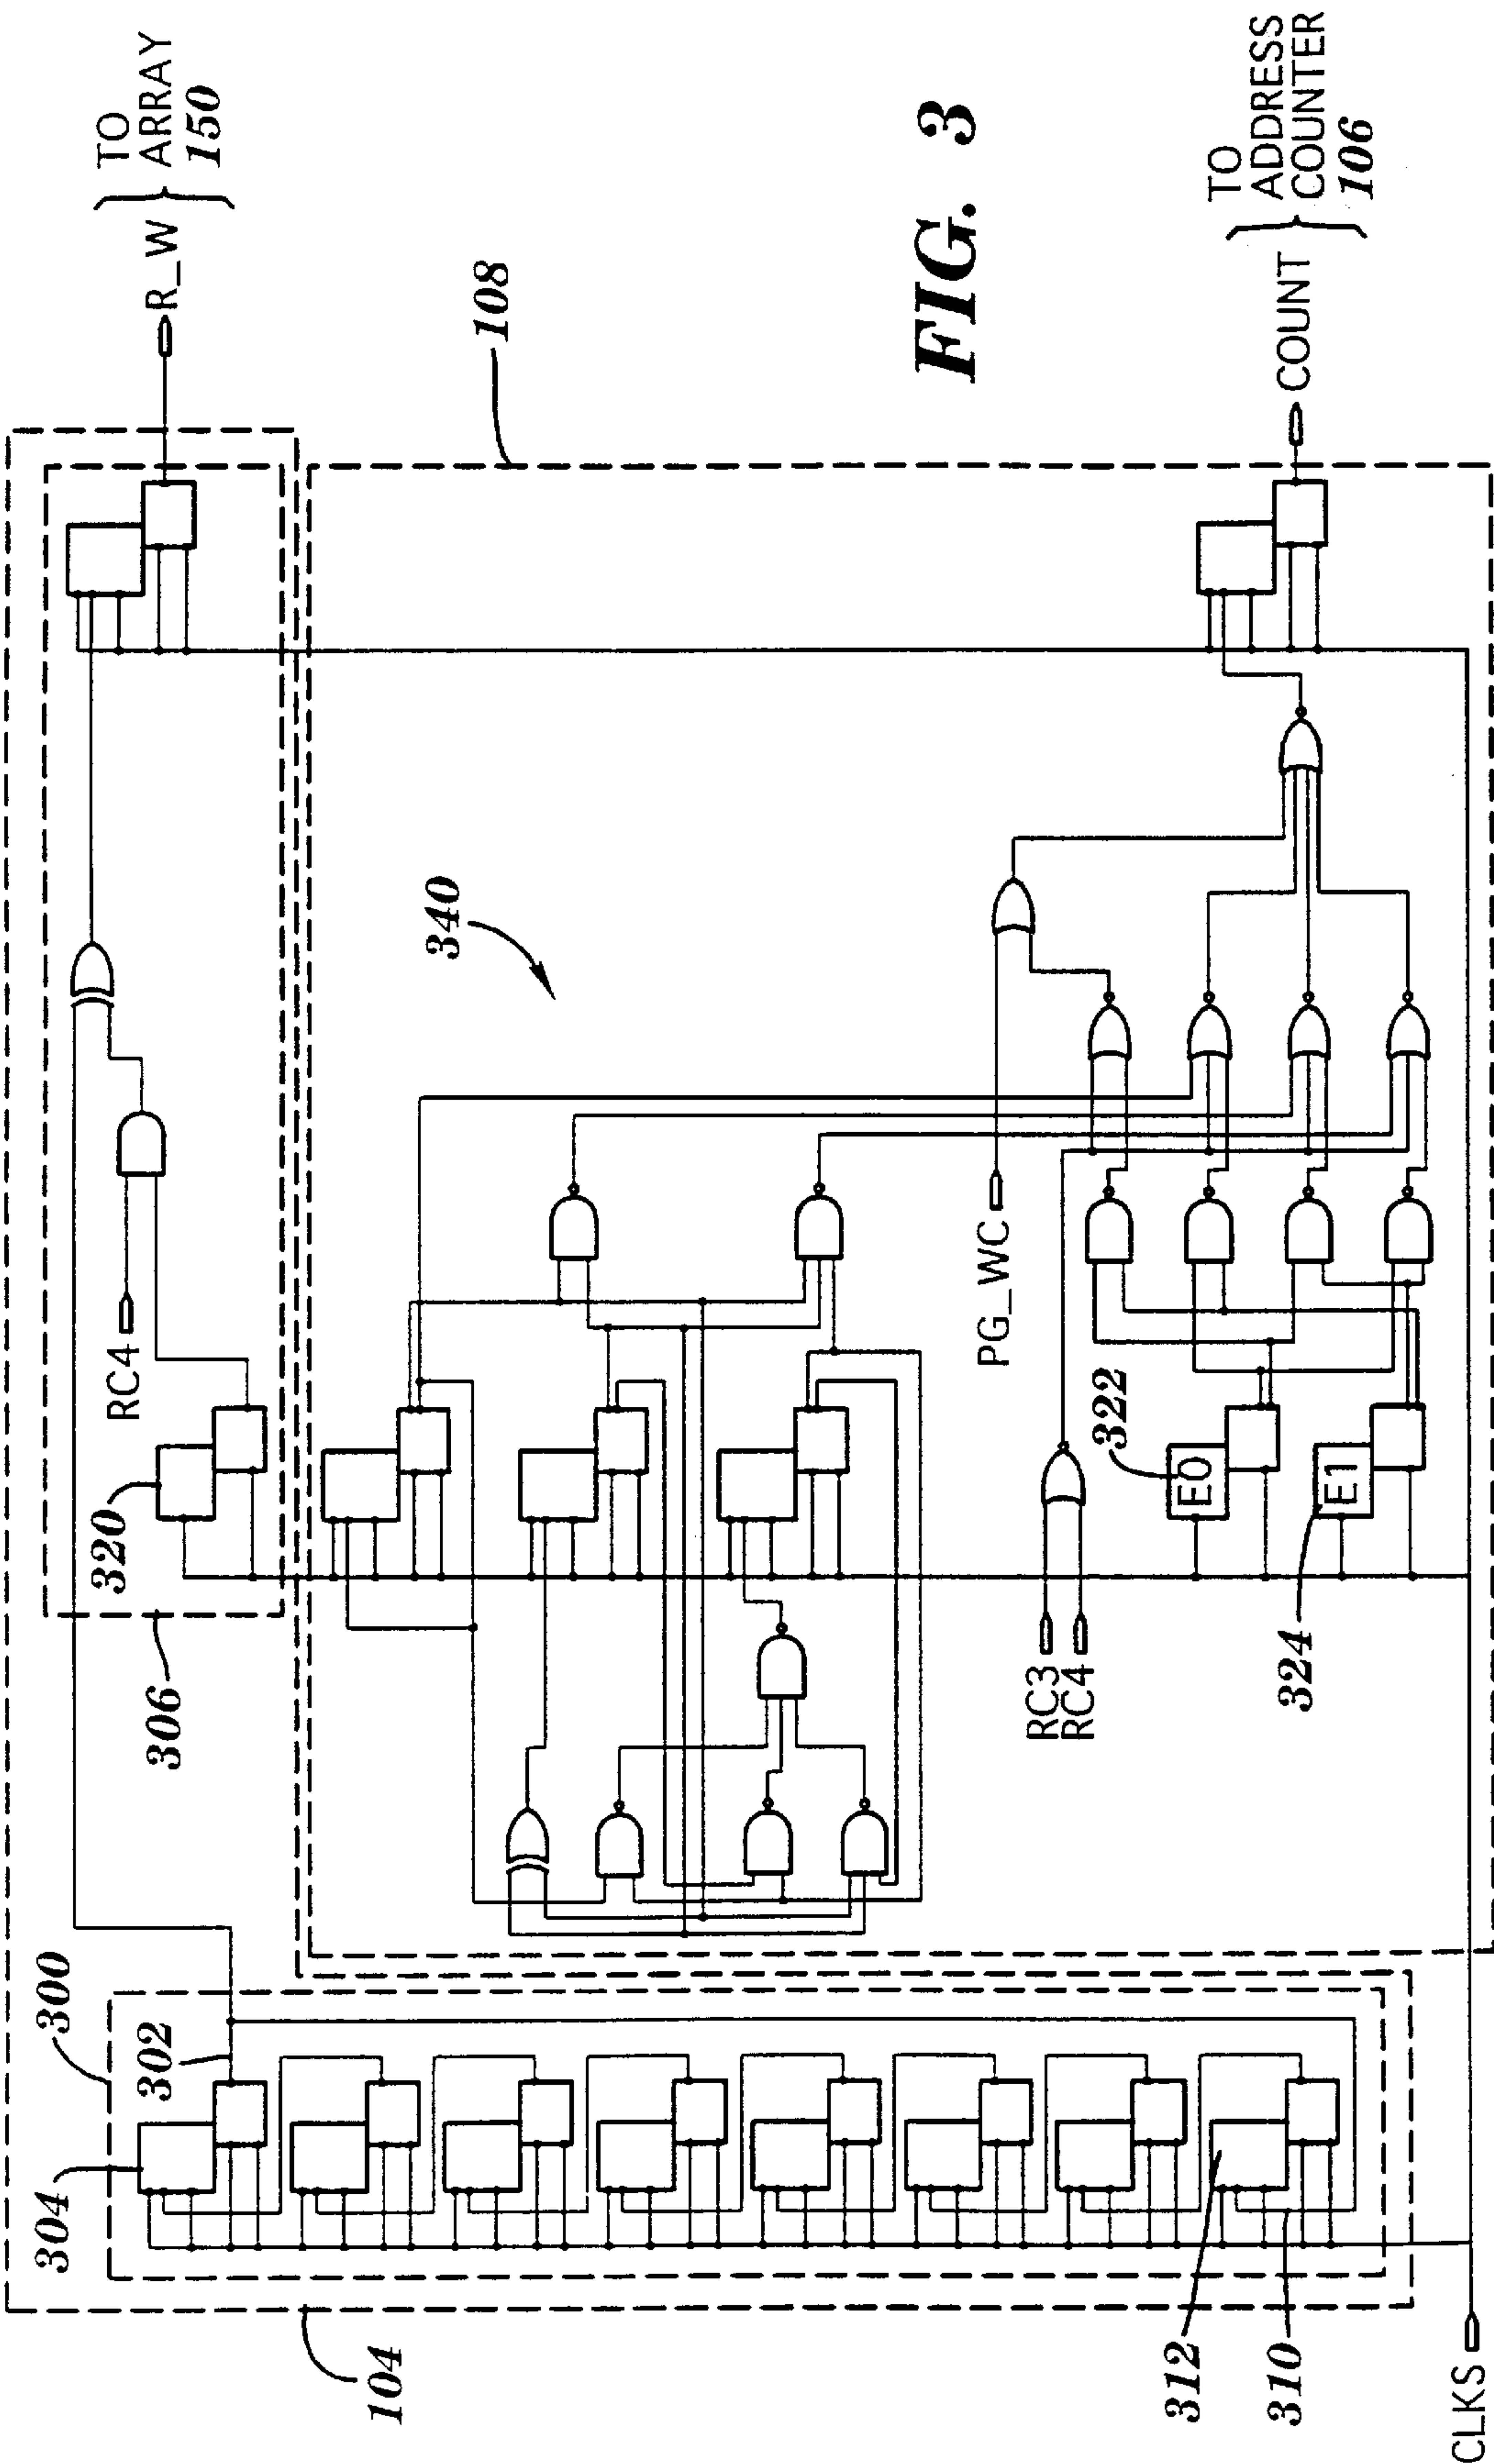 FIG. 3
104
300
304
302
306
320
RC4
R_W
TO
ARRAY
150
108
340
PG_WC
RC3
RC4
322
E0
324
E1
312
310
CLKS
COUNT
TO
ADDRESS
COUNTER
106